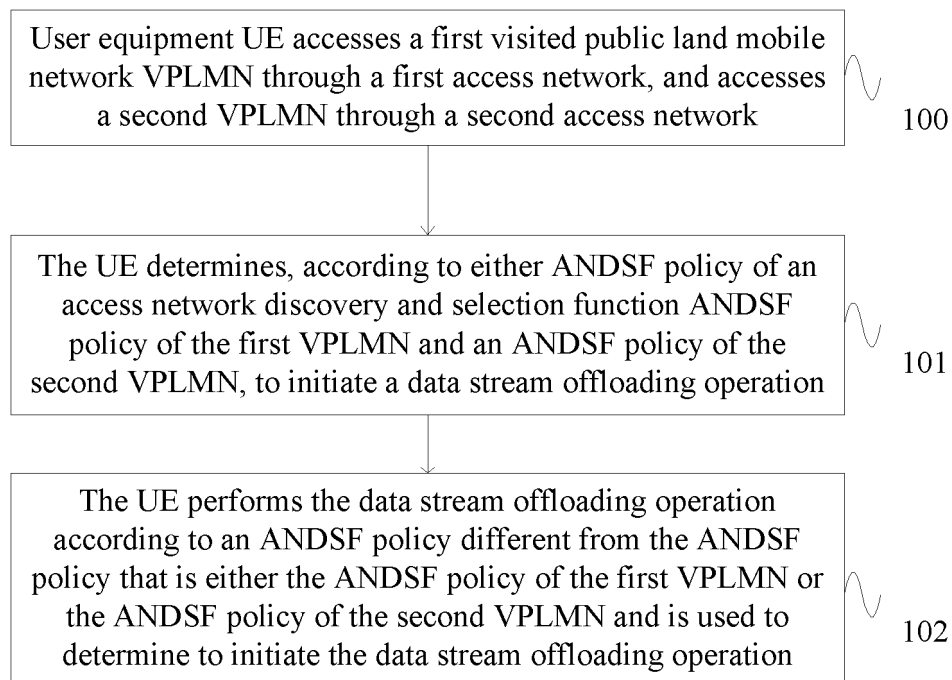 User equipment UE accesses a first visited public land mobile
network VPLMN through a first access network, and accesses
a second VPLMN through a second access network
100
The UE determines, according to either ANDSF policy of an
access network discovery and selection function ANDSF
policy of the first VPLMN and an ANDSF policy of the
second VPLMN, to initiate a data stream offloading operation
101
The UE performs the data stream offloading operation
according to an ANDSF policy different from the ANDSF
policy that is either the ANDSF policy of the first VPLMN or
the ANDSF policy of the second VPLMN and is used to
determine to initiate the data stream offloading operation
102